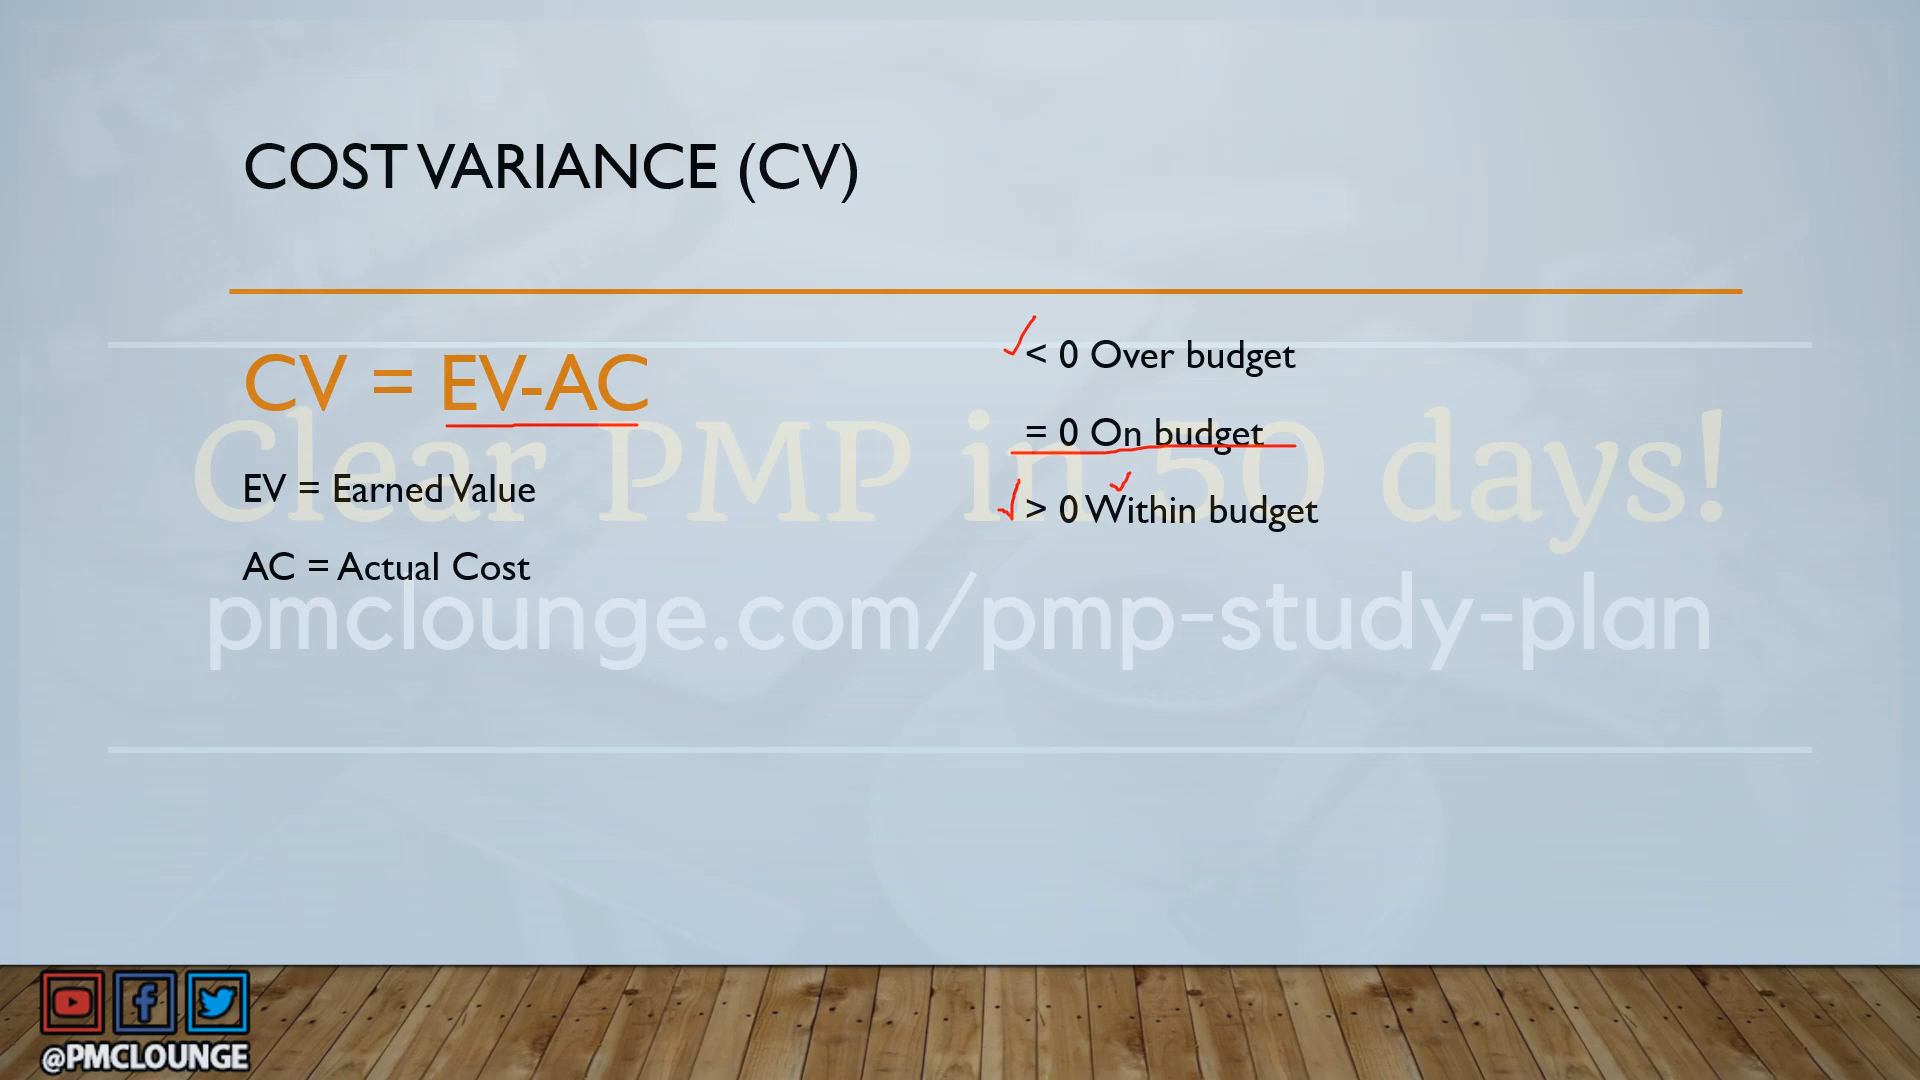 COST VARIANCE (CV)
CV = EV-AC
EV = Earned Value
AC = Actual Cost
< 0 Over budget
= 0 On budget
> 0 Within budget
Clear PMP in 50 days!
pmclounge.com/pmp-study-plan
@PMCLOUNGE